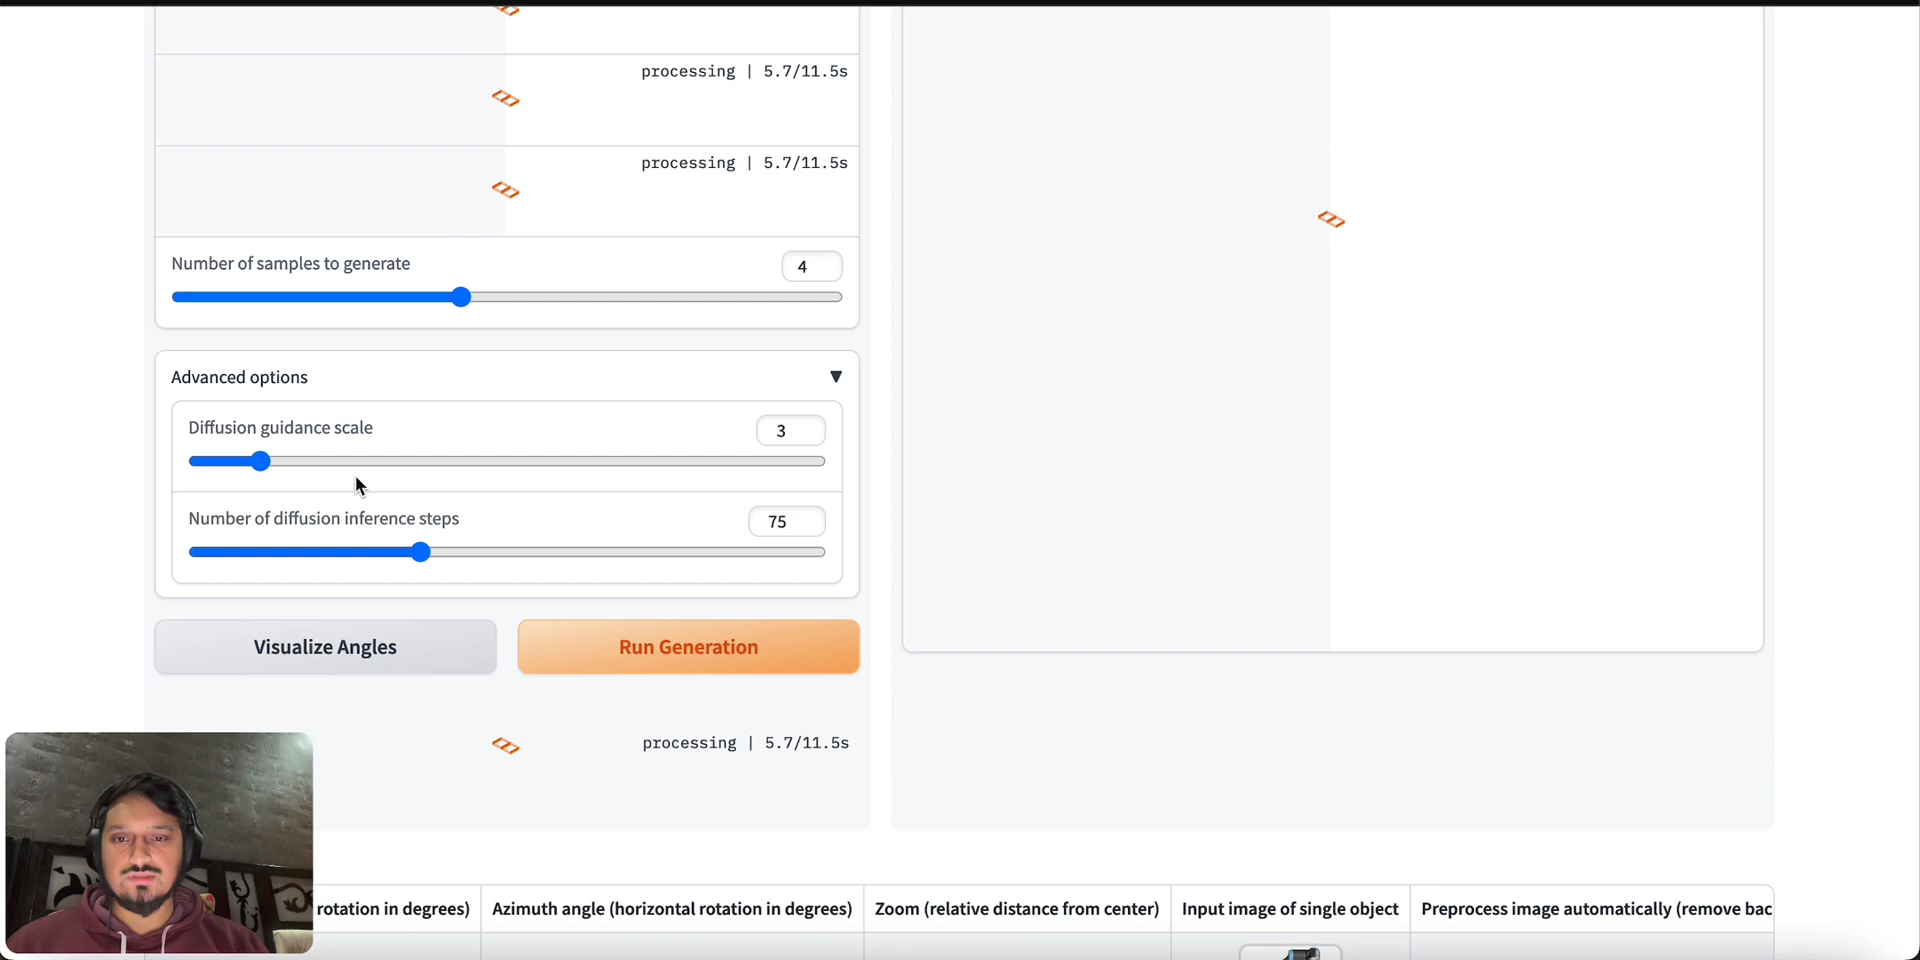 processing | 5.7/11.5s
processing | 5.7/11.5s
Number of samples to generate
4
Advanced options
Diffusion guidance scale
3
Number of diffusion inference steps
75
Visualize Angles
Run Generation
processing | 5.7/11.5s
rotation in degrees)
Azimuth angle (horizontal rotation in degrees)
Zoom (relative distance from center)
Input image of single object
Preprocess image automatically (remove bac